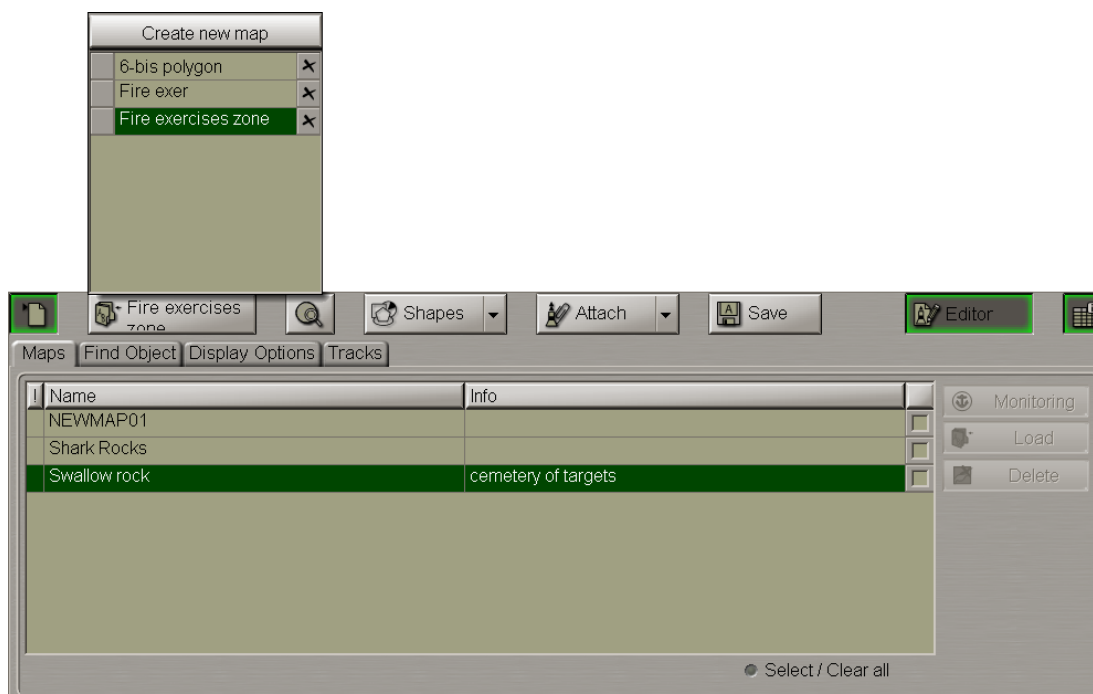 Create new map
6-bis polygon
Fire exer
Fire exercises zone
Fire exercises
zone
Shapes
Attach
Save
Editor
Maps Find Object Display Options Tracks
! Name Info
NEWMAP01
Shark Rocks
Swallow rock cemetery of targets
Monitoring
Load
Delete
Select / Clear all